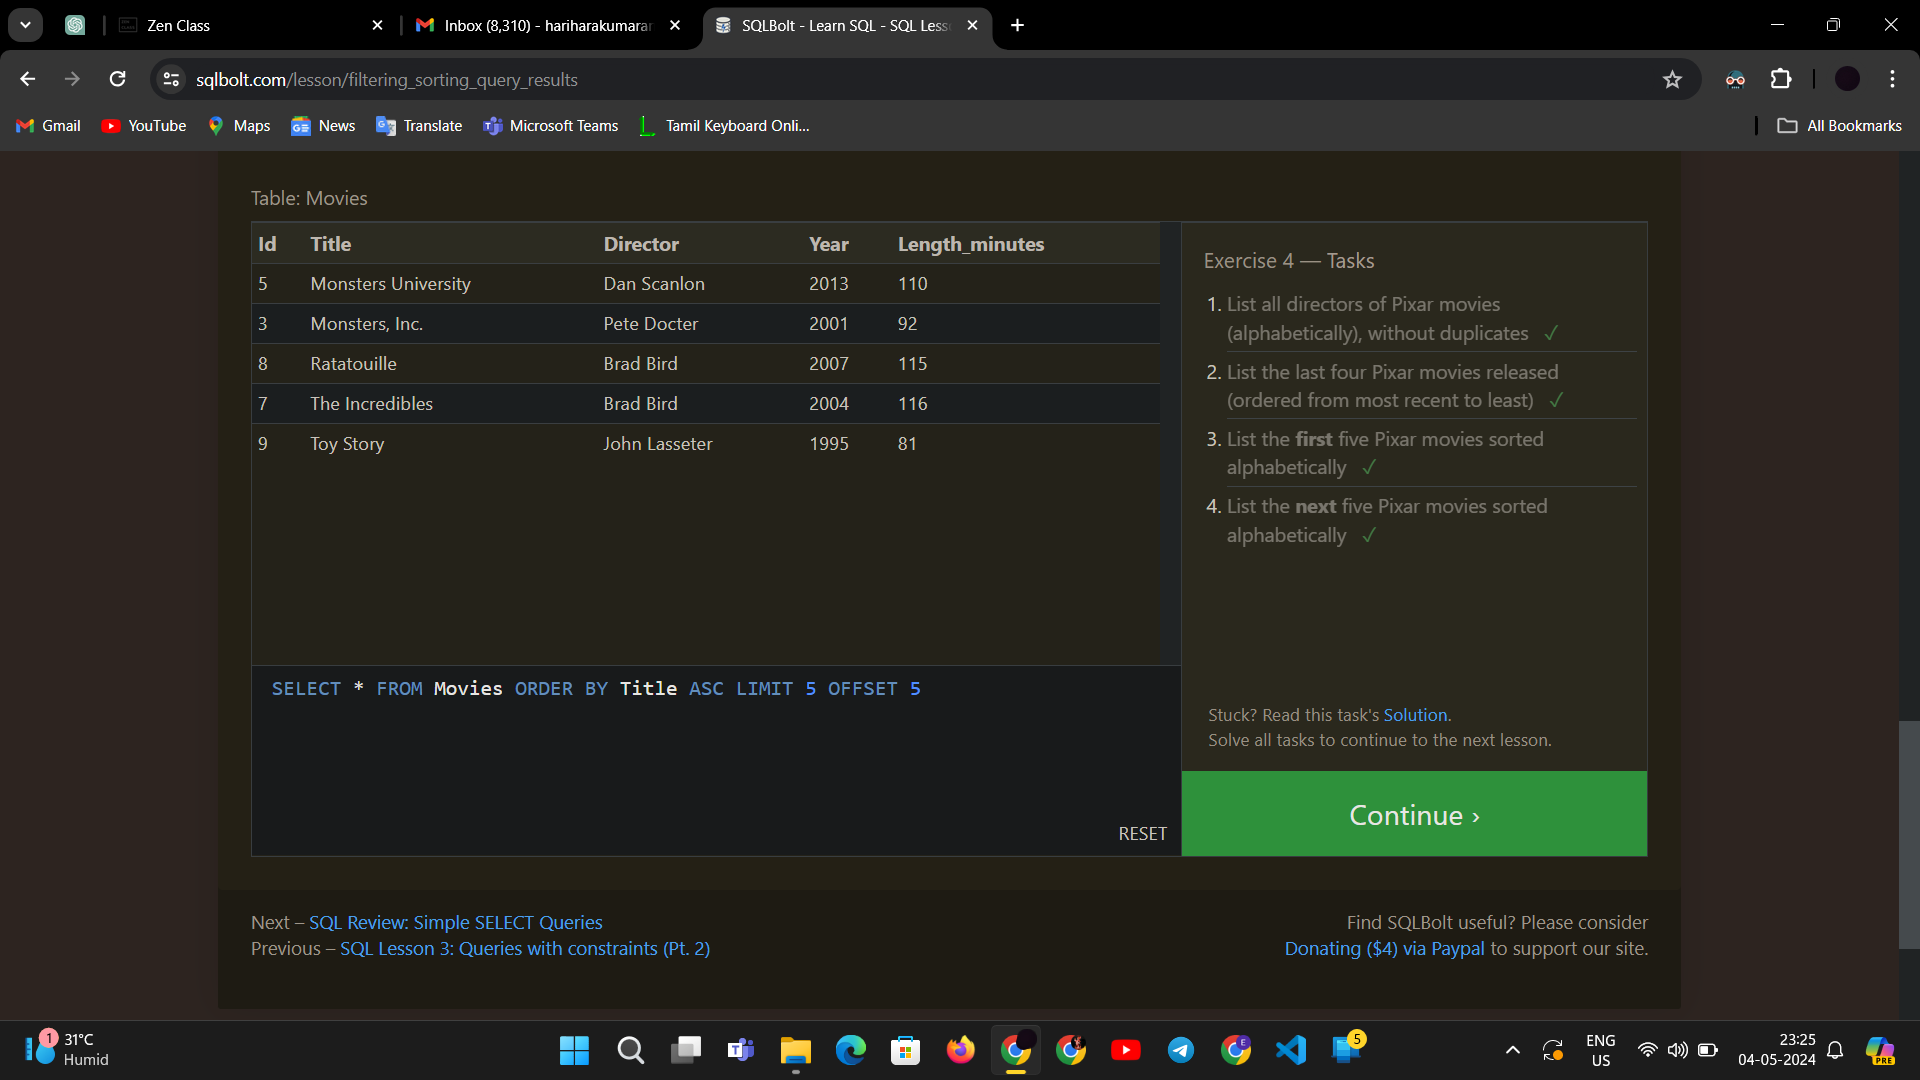 Zen Class
Inbox (8,310) - hariharakumarar
SQLBolt - Learn SQL - SQL Less
sqlbolt.com/lesson/filtering_sorting_query_results
Gmail YouTube Maps News Translate Microsoft Teams Tamil Keyboard Onli... All Bookmarks
Table: Movies
Id Title Director Year Length_minutes
5 Monsters University Dan Scanlon 2013 110
3 Monsters, Inc. Pete Docter 2001 92
8 Ratatouille Brad Bird 2007 115
7 The Incredibles Brad Bird 2004 116
9 Toy Story John Lasseter 1995 81
SELECT * FROM Movies ORDER BY Title ASC LIMIT 5 OFFSET 5
RESET
Exercise 4 — Tasks
1. List all directors of Pixar movies
(alphabetically), without duplicates ✓
2. List the last four Pixar movies released
(ordered from most recent to least) ✓
3. List the first five Pixar movies sorted
alphabetically ✓
4. List the next five Pixar movies sorted
alphabetically ✓
Stuck? Read this task's Solution.
Solve all tasks to continue to the next lesson.
Continue ›
Next – SQL Review: Simple SELECT Queries
Previous – SQL Lesson 3: Queries with constraints (Pt. 2)
Find SQLBolt useful? Please consider
Donating ($4) via Paypal to support our site.
1
31°C
Humid
E
5
ENG
US
23:25
04-05-2024
PRE